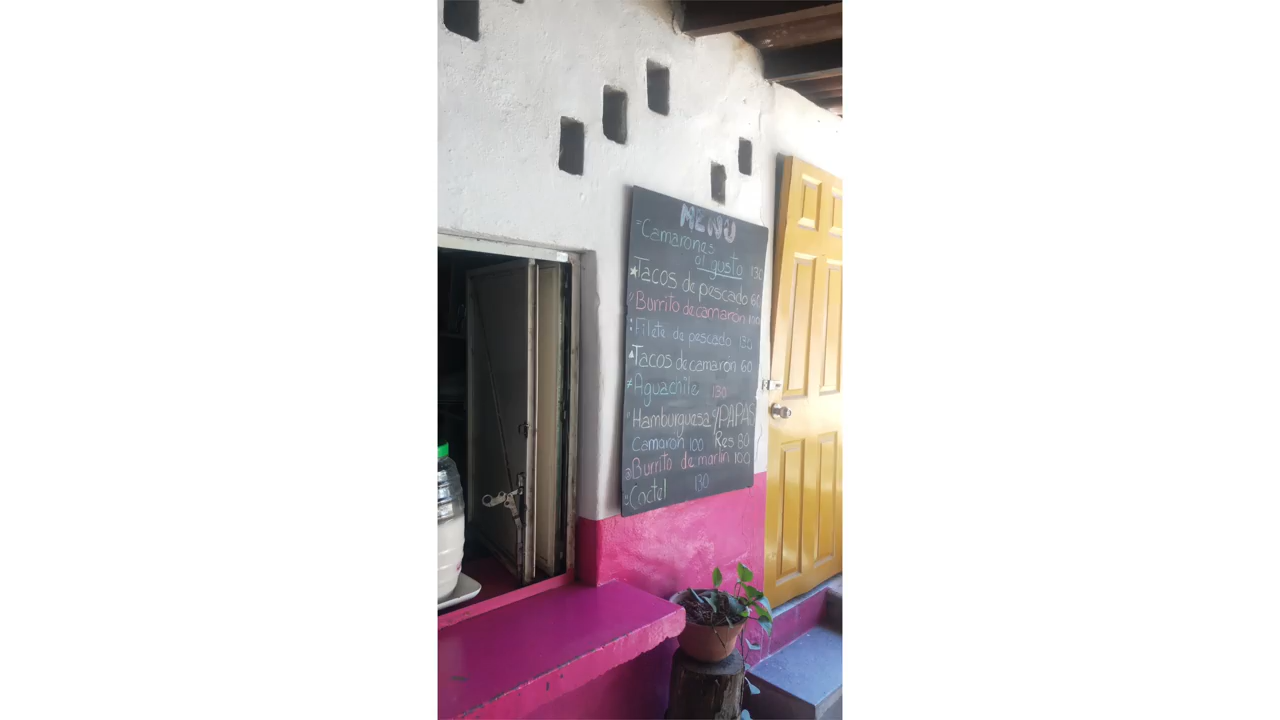 MENU
Camarones
al gusto 130
Tacos de pescado 60
Burrito de camarón 100
Filete de pescado 130
Tacos de camarón 60
Aguachile 130
Hamburguesa c/PAPAS
Camarón 100 Res 80
Burrito de marlin 100
Coctel 130